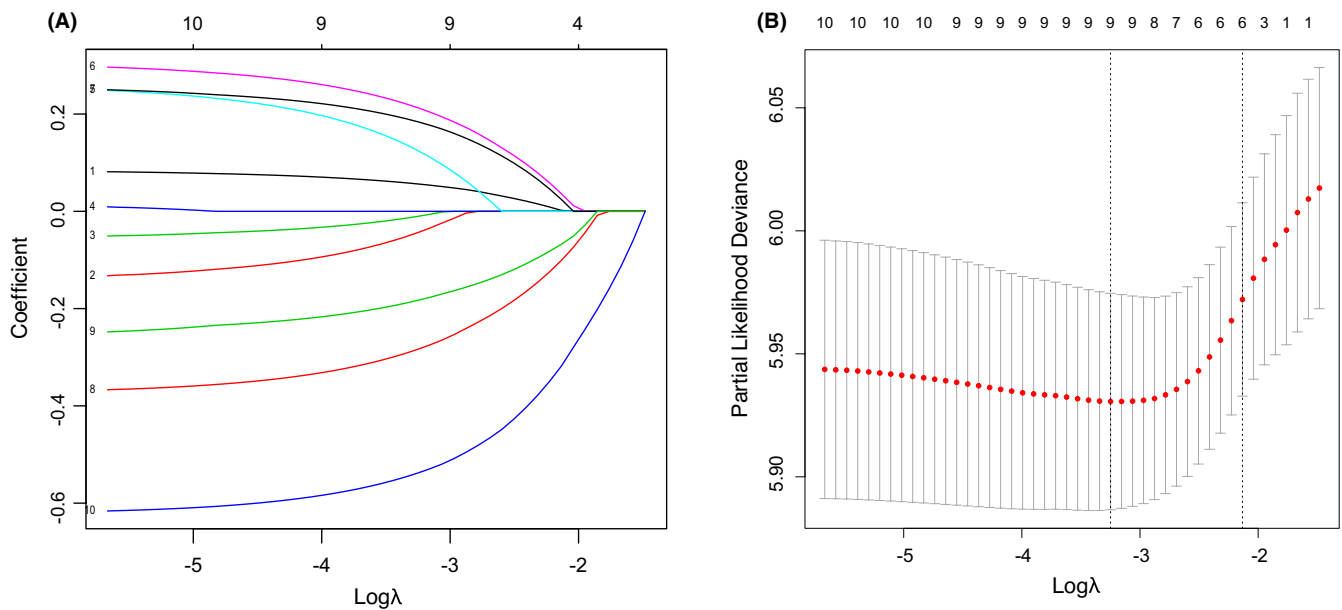 (A)
10 9 9 4
6
5
1
4
3
2
9
8
10
0.2
0.0
-0.2
-0.4
-0.6
Coefficient
-5 -4 -3 -2
Logλ
(B)
10 10 10 10 9 9 9 9 9 9 9 9 8 7 6 6 6 3 1 1
6.05
6.00
5.95
5.90
Partial Likelihood Deviance
-5 -4 -3 -2
Logλ